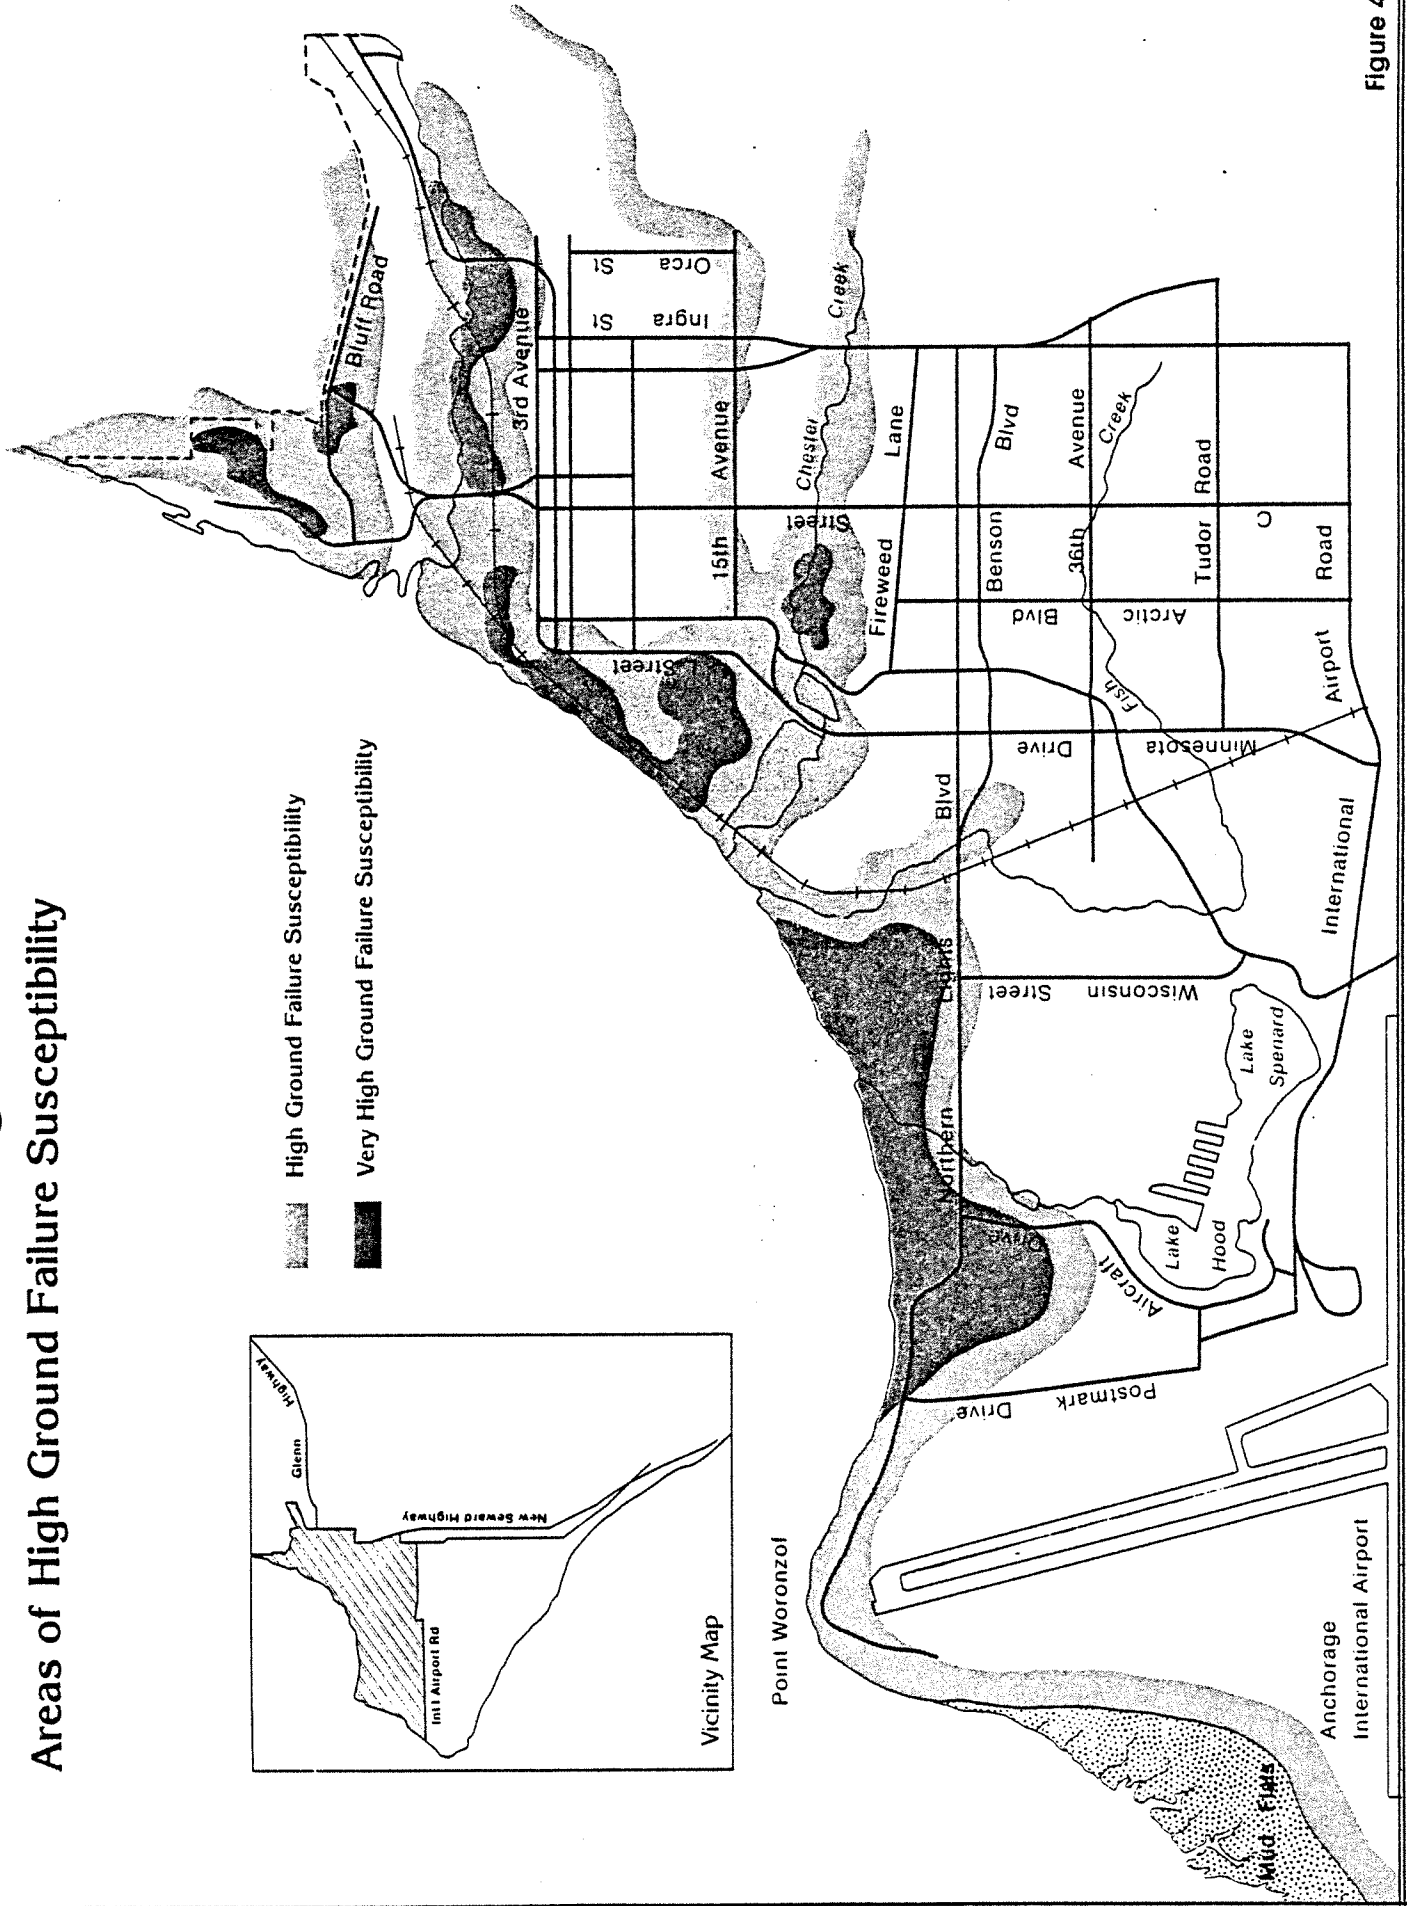 Areas of High Ground Failure Susceptibility
High Ground Failure Susceptibility
Very High Ground Failure Susceptibility
Glenn
Highway
New Seward Highway
Int'l Airport Rd
Vicinity Map
Bluff Road
3rd Avenue
Orca
St
Ingra
St
15th Avenue
L Street
Chester
Creek
Creek
C
Street
Fireweed Lane
Northern Lights Blvd
Benson Blvd
36th Avenue
Arctic
Blvd
Fish
Creek
Tudor Road
Minnesota
Drive
International Airport Road
Wisconsin
Street
Lake
Spenard
Lake
Hood
Aircraft
Drive
Postmark
Drive
Point Woronzof
Anchorage
International Airport
Mud Flats
Figure 4